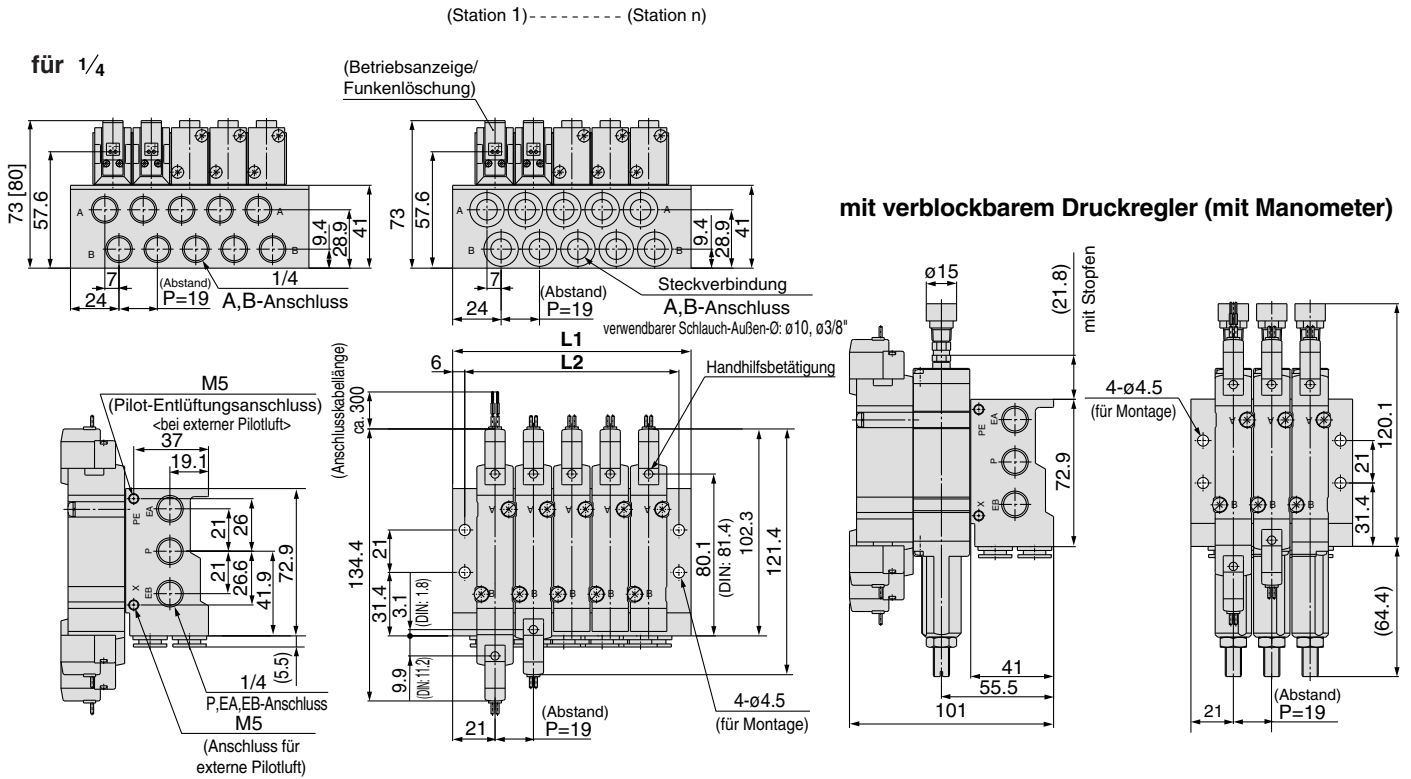 (Station 1)---------- (Station n)
für 1/4
(Betriebsanzeige/
Funkenlöschung)
73 [80]
57.6
A
A
B
B
9.4
28.9
41
7
24
(Abstand)
P=19
1/4
A,B-Anschluss
73
57.6
A
A
B
B
9.4
28.9
41
7
24
(Abstand)
P=19
Steckverbindung
A,B-Anschluss
verwendbarer Schlauch-Außen-Ø: ø10, ø3/8"
mit verblockbarem Druckregler (mit Manometer)
M5
(Pilot-Entlüftungsanschluss)
<bei externer Pilotluft>
37
19.1
PE
EA
P
X
EB
21
26
21
26.6
41.9
72.9
(5.5)
1/4
P,EA,EB-Anschluss
M5
(Anschluss für
externe Pilotluft)
L1
L2
6
Handhilfsbetätigung
(Anschlusskabellänge)
ca. 300
134.4
21
31.4
3.1
(DIN: 1.8)
9.9
(DIN: 11.2)
A
A
A
A
A
B
B
B
B
B
80.1
(DIN: 81.4)
102.3
121.4
21
(Abstand)
P=19
4-ø4.5
(für Montage)
ø15
(21.8)
mit Stopfen
PE
EA
P
X
EB
72.9
41
55.5
101
4-ø4.5
(für Montage)
A
A
A
B
B
B
120.1
21
31.4
(64.4)
21
(Abstand)
P=19